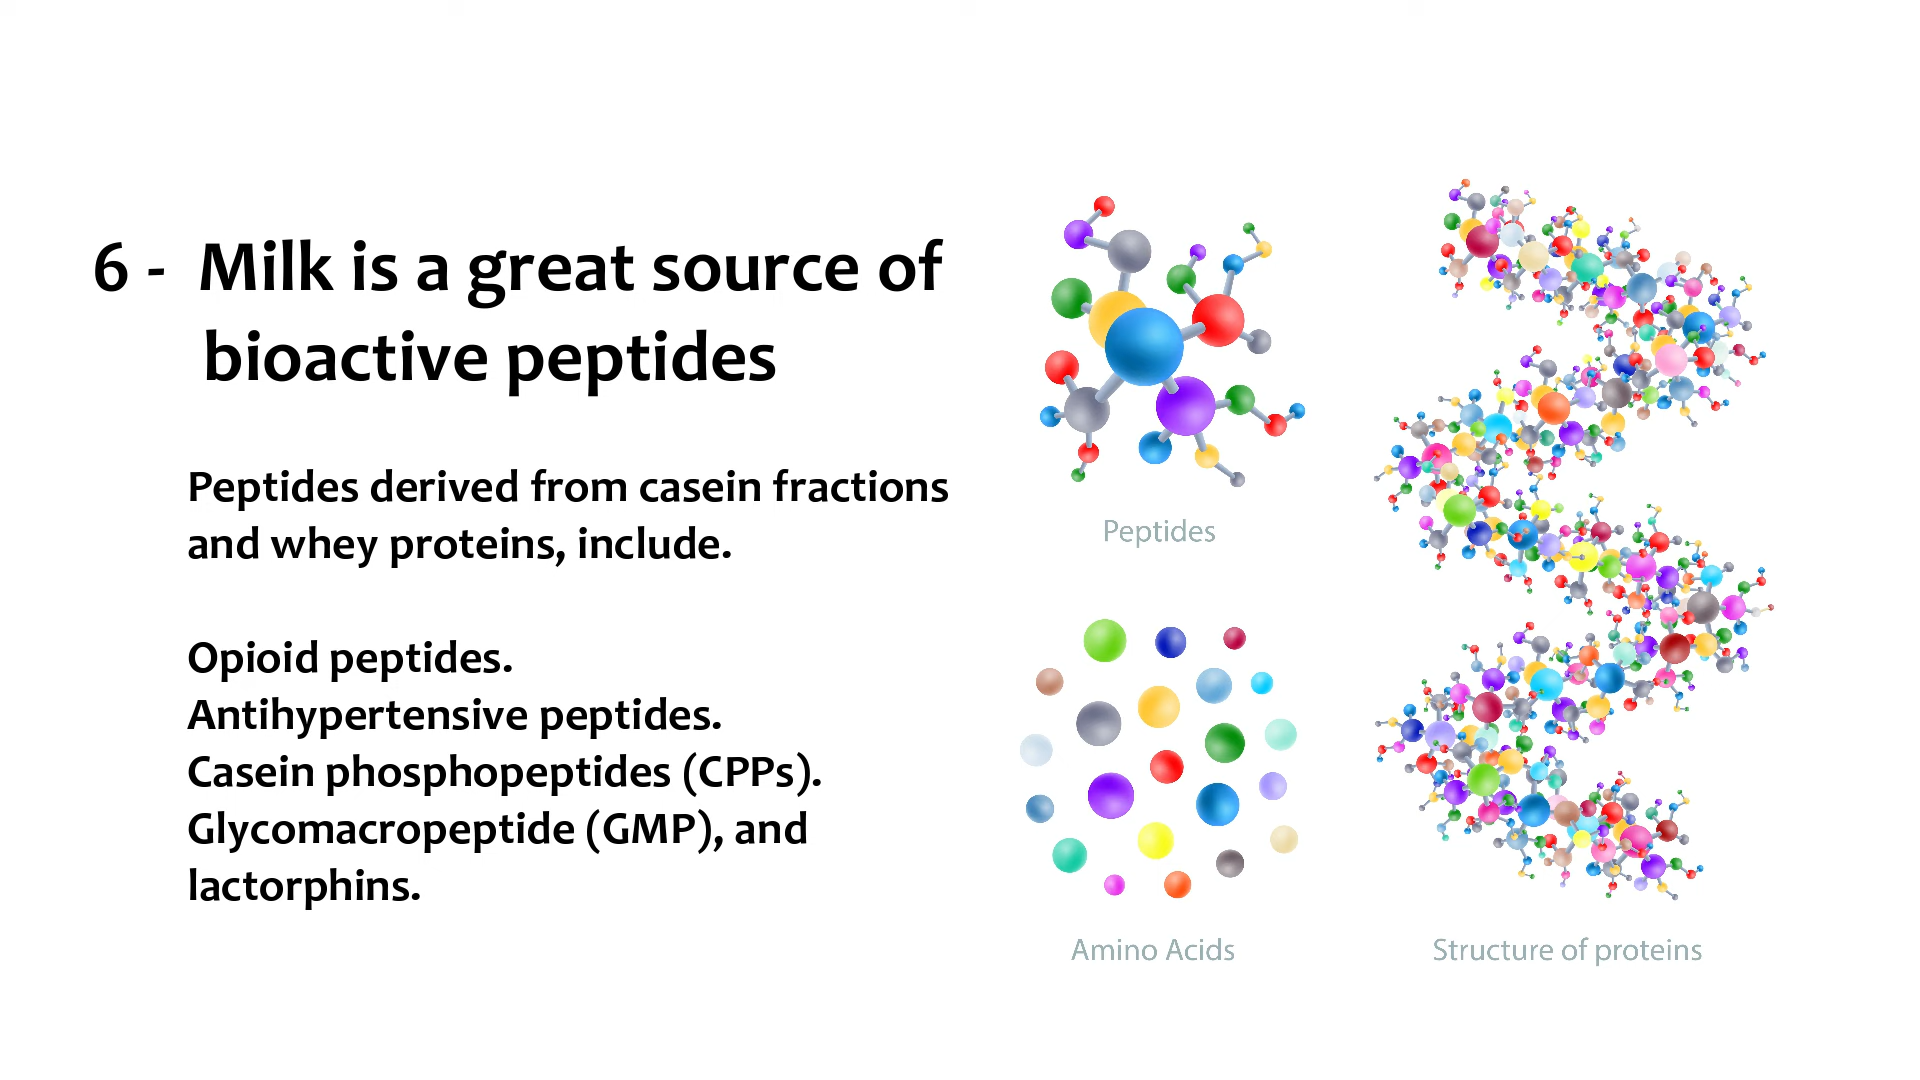 6 - Milk is a great source of
bioactive peptides
Peptides derived from casein fractions
and whey proteins, include.
Opioid peptides.
Antihypertensive peptides.
Casein phosphopeptides (CPPs).
Glycomacropeptide (GMP), and
lactorphins.
Peptides
Amino Acids
Structure of proteins